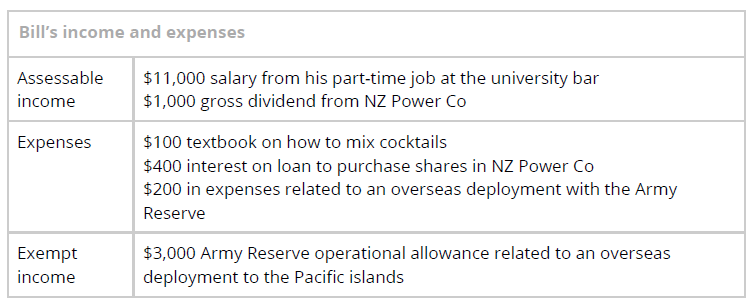 Bill’s income and expenses
Assessable
income
$11,000 salary from his part-time job at the university bar
$1,000 gross dividend from NZ Power Co
Expenses
$100 textbook on how to mix cocktails
$400 interest on loan to purchase shares in NZ Power Co
$200 in expenses related to an overseas deployment with the Army
Reserve
Exempt
income
$3,000 Army Reserve operational allowance related to an overseas
deployment to the Pacific islands